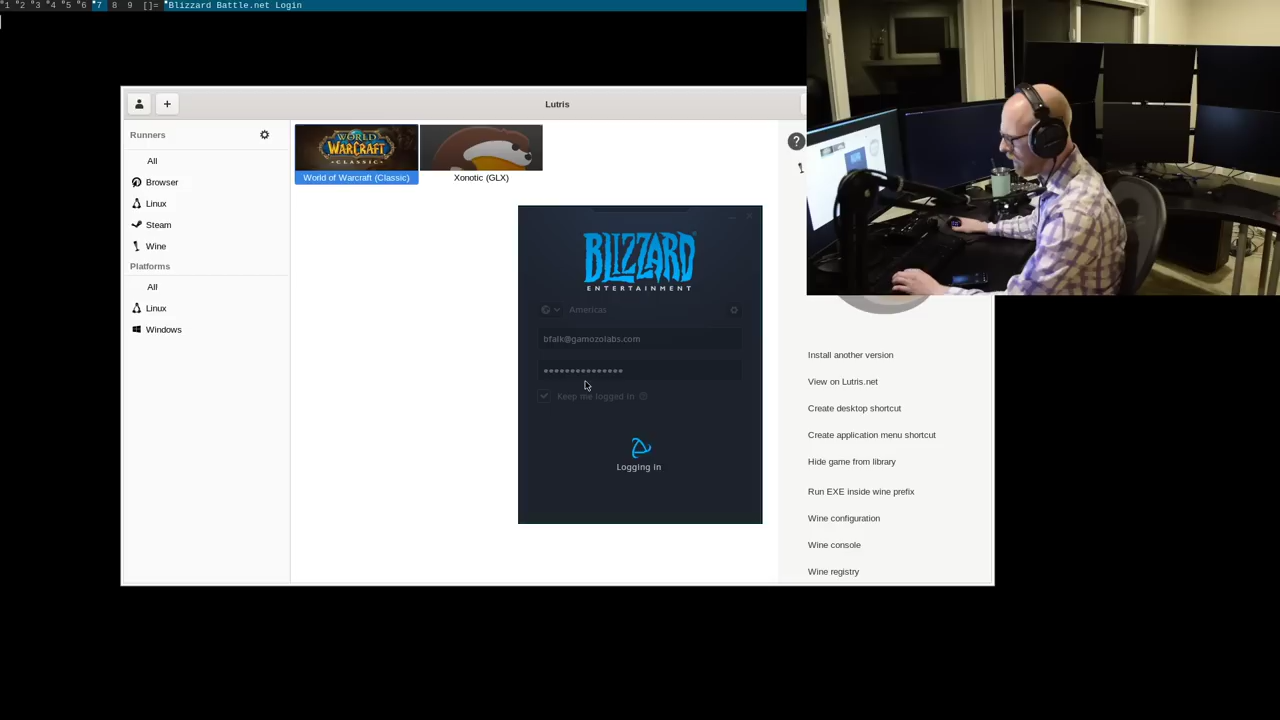 1 2 3 4 5 6 7 8 9 []= Blizzard Battle.net Login
Lutris
Runners
All
Browser
Linux
Steam
Wine
Platforms
All
Linux
Windows
WORLD OF WARCRAFT CLASSIC
World of Warcraft (Classic)
Xonotic (GLX)
BLIZZARD
ENTERTAINMENT
Americas
bfalk@gamozolabs.com
Keep me logged in
Logging in
?
Install another version
View on Lutris.net
Create desktop shortcut
Create application menu shortcut
Hide game from library
Run EXE inside wine prefix
Wine configuration
Wine console
Wine registry